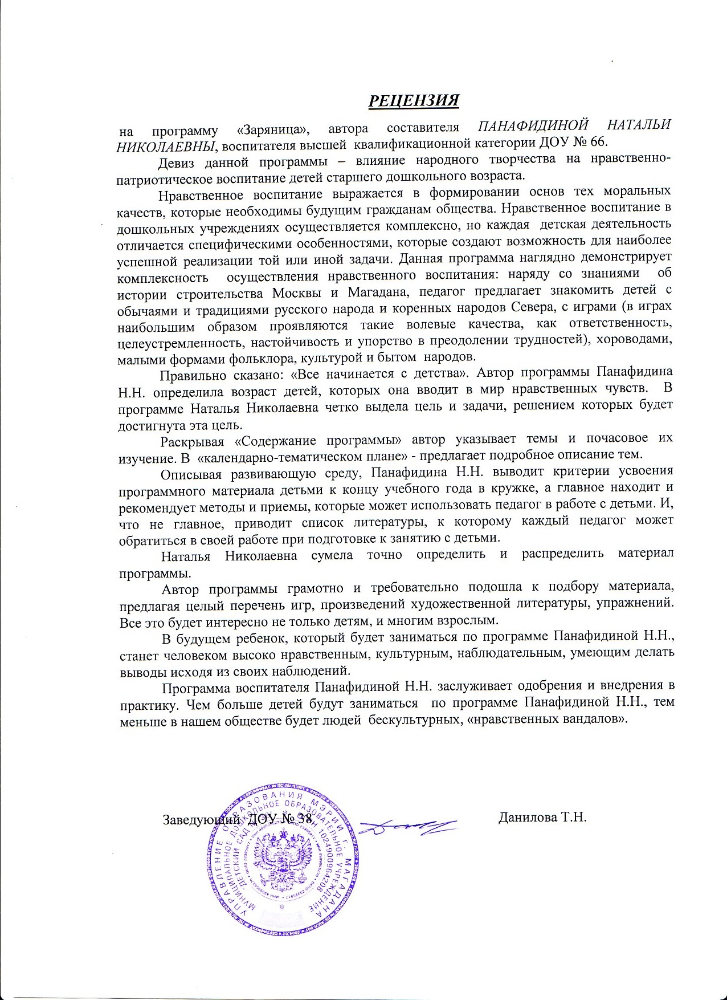 РЕЦЕНЗИЯ
на программу «Заряница», автора составителя ПАНАФИДИНОЙ НАТАЛЬИ
НИКОЛАЕВНЫ, воспитателя высшей квалификационной категории ДОУ № 66.
Девиз данной программы – влияние народного творчества на нравственно-
патриотическое воспитание детей старшего дошкольного возраста.
Нравственное воспитание выражается в формировании основ тех моральных
качеств, которые необходимы будущим гражданам общества. Нравственное воспитание в
дошкольных учреждениях осуществляется комплексно, но каждая детская деятельность
отличается специфическими особенностями, которые создают возможность для наиболее
успешной реализации той или иной задачи. Данная программа наглядно демонстрирует
комплексность осуществления нравственного воспитания: наряду со знаниями об
истории строительства Москвы и Магадана, педагог предлагает знакомить детей с
обычаями и традициями русского народа и коренных народов Севера, с играми (в играх
наибольшим образом проявляются такие волевые качества, как ответственность,
целеустремленность, настойчивость и упорство в преодолении трудностей), хороводами,
малыми формами фольклора, культурой и бытом народов.
Правильно сказано: «Все начинается с детства». Автор программы Панафидина
Н.Н. определила возраст детей, которых она вводит в мир нравственных чувств. В
программе Наталья Николаевна четко выдела цель и задачи, решением которых будет
достигнута эта цель.
Раскрывая «Содержание программы» автор указывает темы и почасовое их
изучение. В «календарно-тематическом плане» - предлагает подробное описание тем.
Описывая развивающую среду, Панафидина Н.Н. выводит критерии усвоения
программного материала детьми к концу учебного года в кружке, а главное находит и
рекомендует методы и приемы, которые может использовать педагог в работе с детьми. И,
что не главное, приводит список литературы, к которому каждый педагог может
обратиться в своей работе при подготовке к занятию с детьми.
Наталья Николаевна сумела точно определить и распределить материал
программы.
Автор программы грамотно и требовательно подошла к подбору материала,
предлагая целый перечень игр, произведений художественной литературы, упражнений.
Все это будет интересно не только детям, и многим взрослым.
В будущем ребенок, который будет заниматься по программе Панафидиной Н.Н.,
станет человеком высоко нравственным, культурным, наблюдательным, умеющим делать
выводы исходя из своих наблюдений.
Программа воспитателя Панафидиной Н.Н. заслуживает одобрения и внедрения в
практику. Чем больше детей будут заниматься по программе Панафидиной Н.Н., тем
меньше в нашем обществе будет людей бескультурных, «нравственных вандалов».
Заведующий ДОУ № 38 Данилова Т.Н.
УПРАВЛЕНИЕ ОБРАЗОВАНИЯ МЭРИИ Г. МАГАДАНА
МУНИЦИПАЛЬНОЕ ДОШКОЛЬНОЕ ОБРАЗОВАТЕЛЬНОЕ УЧРЕЖДЕНИЕ
"ДЕТСКИЙ САД ОГРН 1024900964208